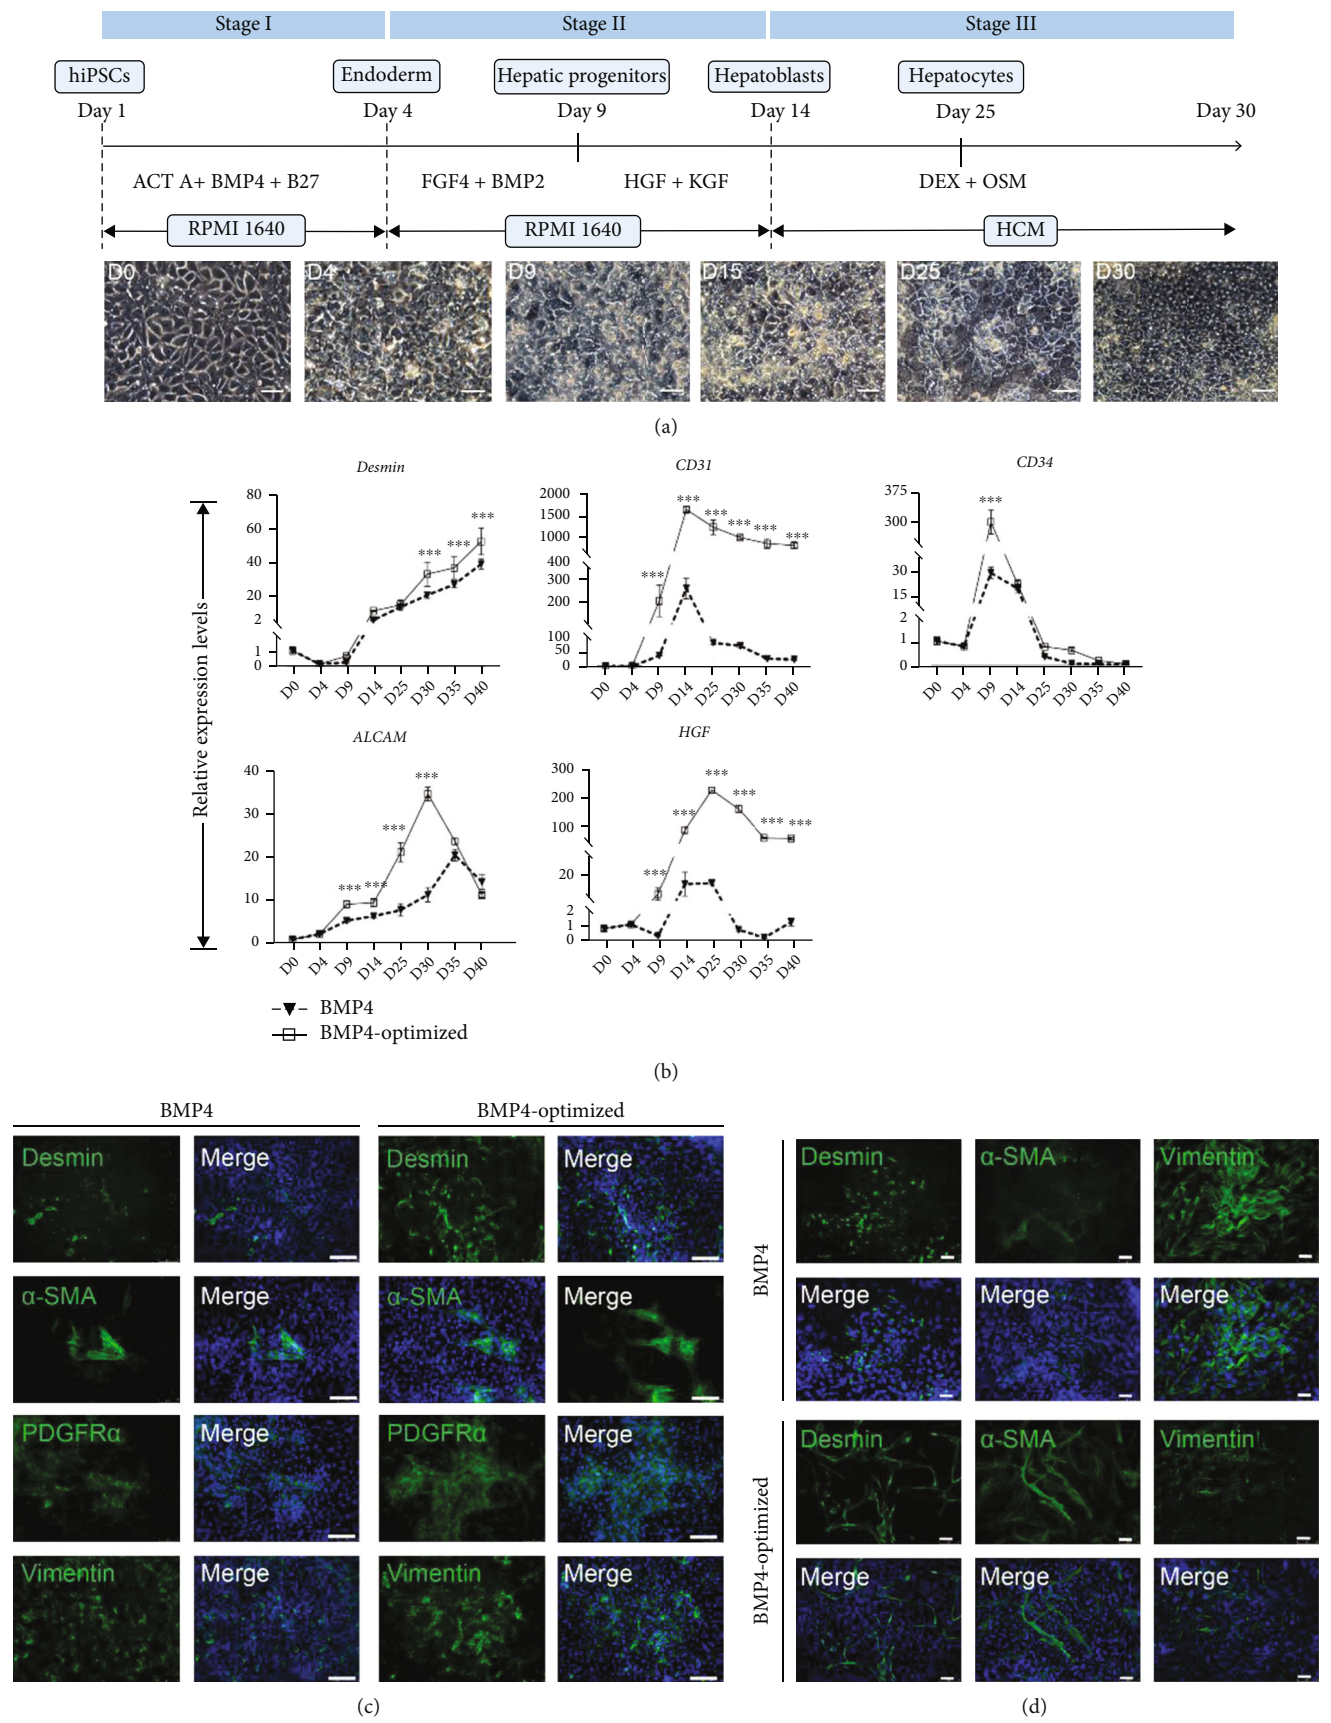 Stage I Stage II Stage III
hiPSCs Endoderm Hepatic progenitors Hepatoblasts Hepatocytes
Day 1 Day 4 Day 9 Day 14 Day 25 Day 30
ACT A+ BMP4 + B27 FGF4 + BMP2 HGF + KGF DEX + OSM
RPMI 1640 RPMI 1640 HCM
D0 D4 D9 D15 D25 D30
(a)
Relative expression levels
Desmin
80
60
40
20
2
1
0
*** *** ***
D0 D4 D9 D14 D25 D30 D35 D40
CD31
2000
1500
1000
400
300
200
100
50
0
*** *** *** *** *** ***
D0 D4 D9 D14 D25 D30 D35 D40
CD34
375
300
30
15
2
1
0
***
D0 D4 D9 D14 D25 D30 D35 D40
ALCAM
40
30
20
10
0
*** *** *** ***
D0 D4 D9 D14 D25 D30 D35 D40
HGF
300
200
100
20
2
1
0
*** *** *** *** *** ***
D0 D4 D9 D14 D25 D30 D35 D40
BMP4
BMP4-optimized
(b)
BMP4 BMP4-optimized
Desmin Merge Desmin Merge
α-SMA Merge α-SMA Merge
PDGFRα Merge PDGFRα Merge
Vimentin Merge Vimentin Merge
(c)
BMP4
Desmin α-SMA Vimentin
Merge Merge Merge
BMP4-optimized
Desmin α-SMA Vimentin
Merge Merge Merge
(d)